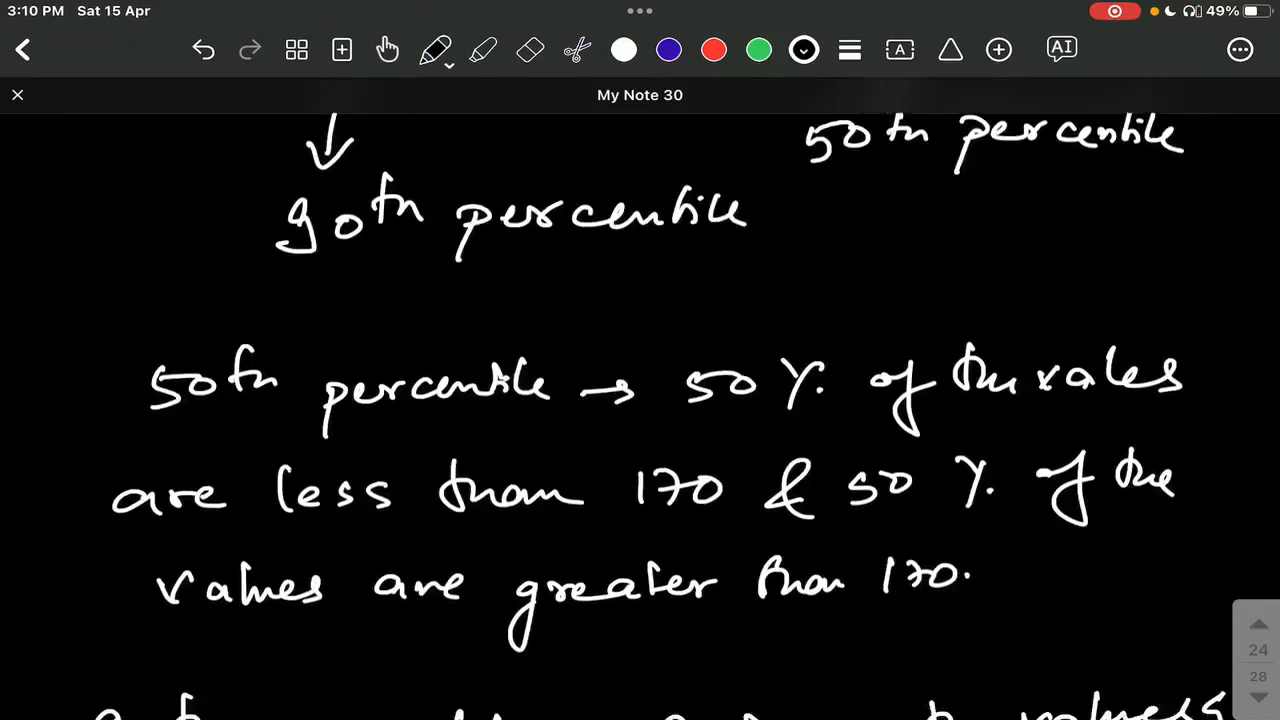 3:10 PM Sat 15 Apr
49%
A
AI
My Note 30
50th percentile
90th percentile
50th percentile → 50 % of the vales
are less than 170 & 50 % of the
values are greater than 170.
24
28
values